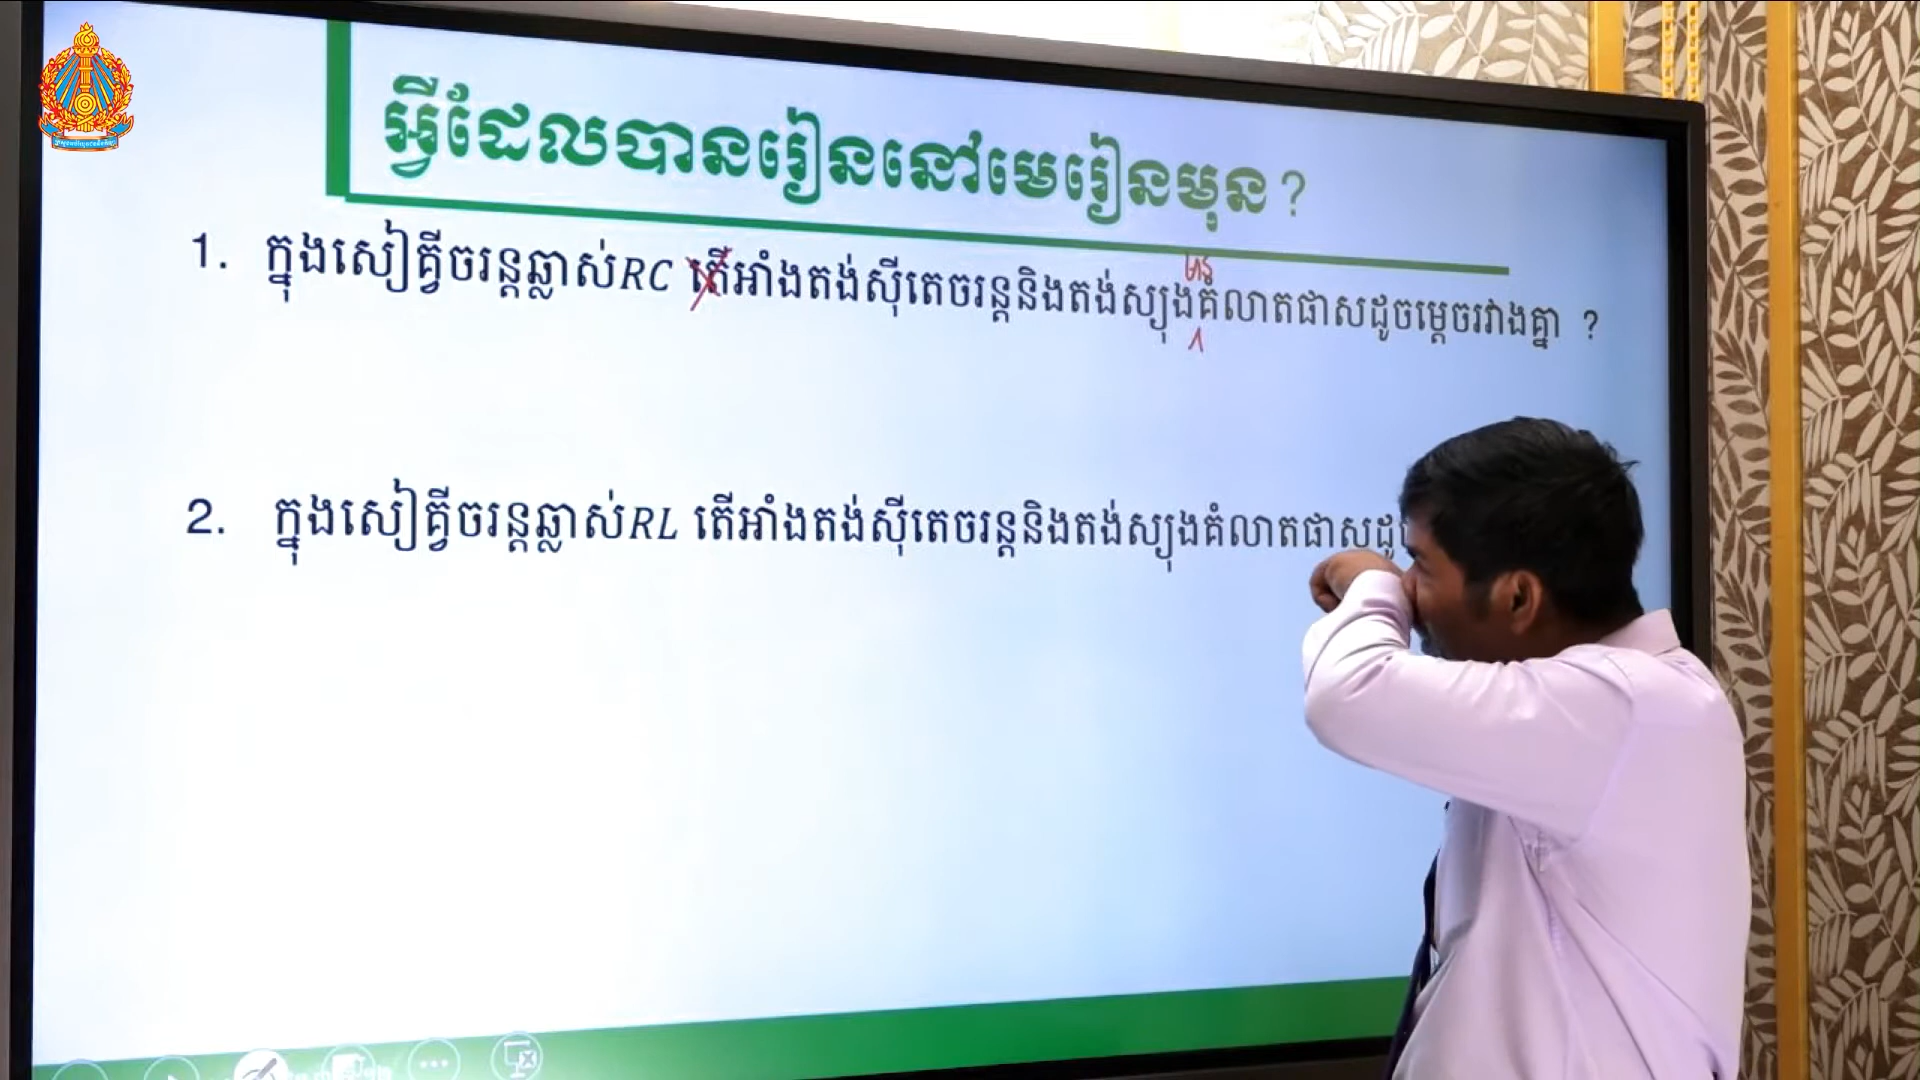 អ្វីដែលបានរៀននៅមេរៀនមុន?
1. ក្នុងសៀគ្វីចរន្តឆ្លាស់RC តើអាំងតង់ស៊ីតេចរន្តនិងតង់ស្យុងគំលាតផាសដូចម្ដេចរវាងគ្នា ?
មាន
2. ក្នុងសៀគ្វីចរន្តឆ្លាស់RL តើអាំងតង់ស៊ីតេចរន្តនិងតង់ស្យុងគំលាតផាស